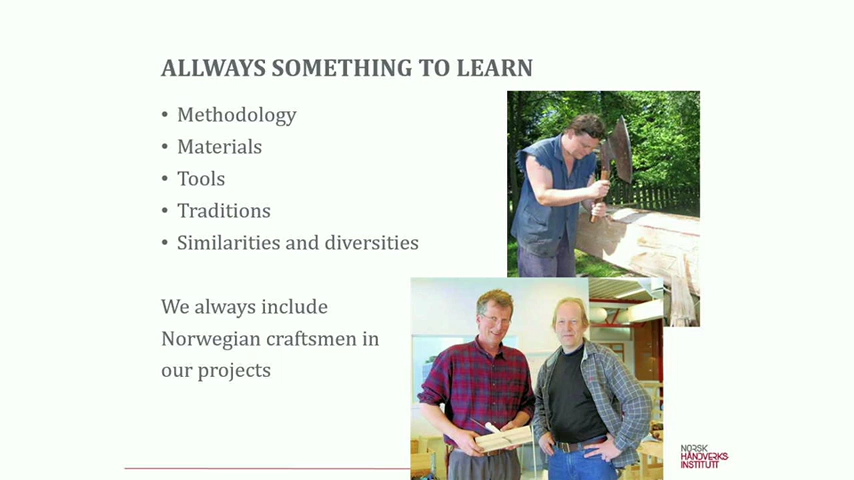 ALLWAYS SOMETHING TO LEARN
• Methodology
• Materials
• Tools
• Traditions
• Similarities and diversities
We always include
Norwegian craftsmen in
our projects
NORSK
HÅNDVERKS
INSTITUTT